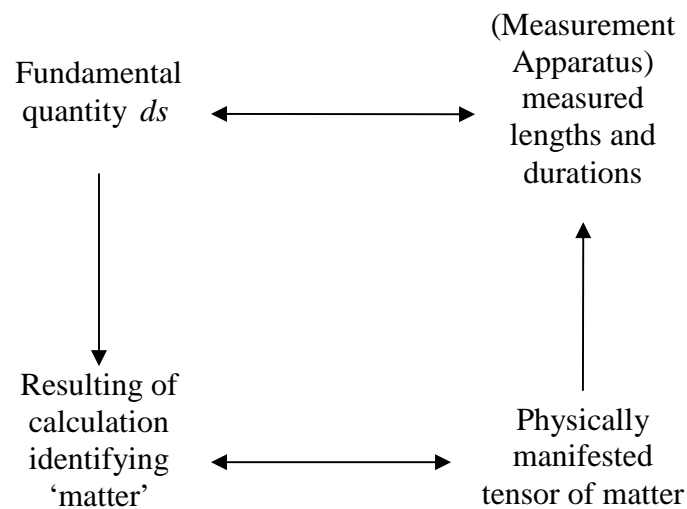 Fundamental
quantity ds
(Measurement
Apparatus)
measured
lengths and
durations
Resulting of
calculation
identifying
‘matter’
Physically
manifested
tensor of matter